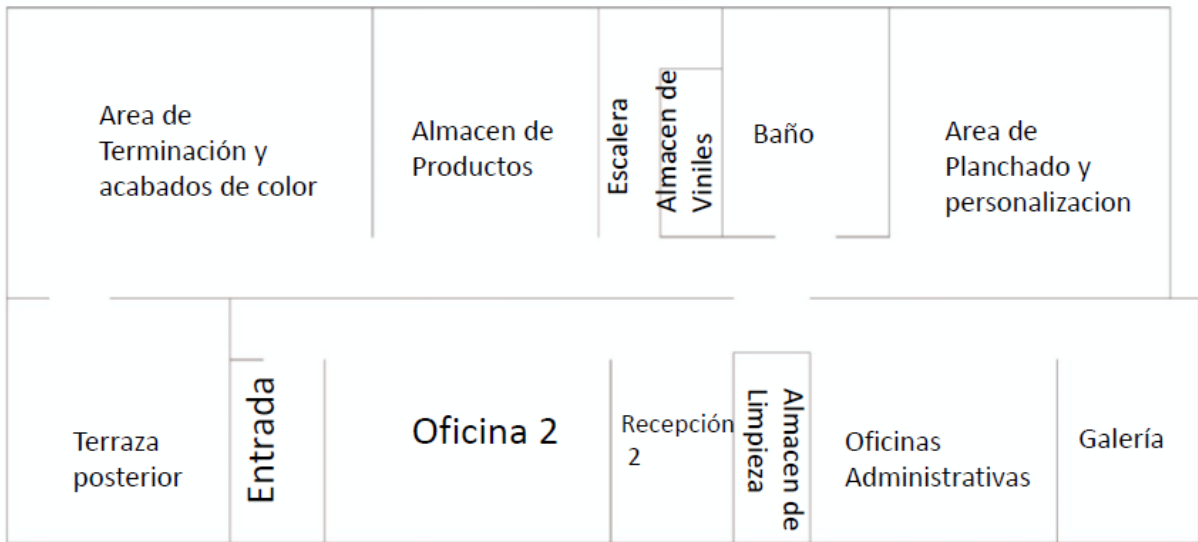 Area de
Terminación y
acabados de color
Almacen de
Productos
Escalera
Almacen de
Viniles
Baño
Area de
Planchado y
personalizacion
Terraza
posterior
Entrada
Oficina 2
Recepción
2
Almacen de
Limpieza
Oficinas
Administrativas
Galería